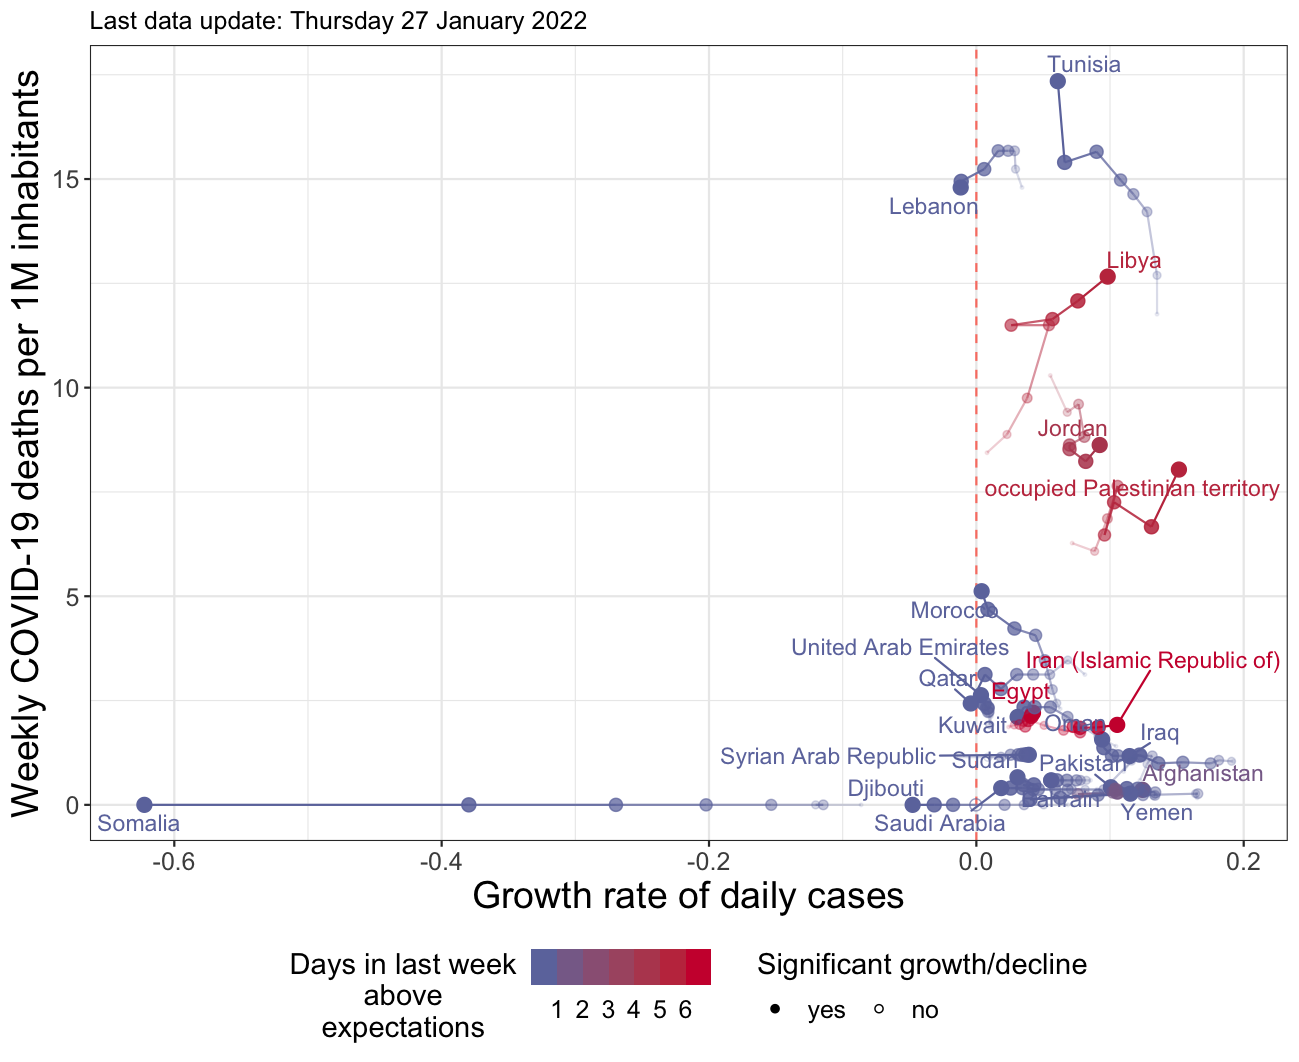 Last data update: Thursday 27 January 2022
Weekly COVID-19 deaths per 1M inhabitants
15
10
5
0
Tunisia
Lebanon
Libya
Jordan
occupied Palestinian territory
Morocco
United Arab Emirates
Iran (Islamic Republic of)
Qatar
Egypt
Kuwait
Oman
Iraq
Syrian Arab Republic
Sudan
Pakistan
Afghanistan
Djibouti
Bahrain
Yemen
Somalia
Saudi Arabia
-0.6
-0.4
-0.2
0.0
0.2
Growth rate of daily cases
Days in last week
above
expectations
1 2 3 4 5 6
Significant growth/decline
yes
no